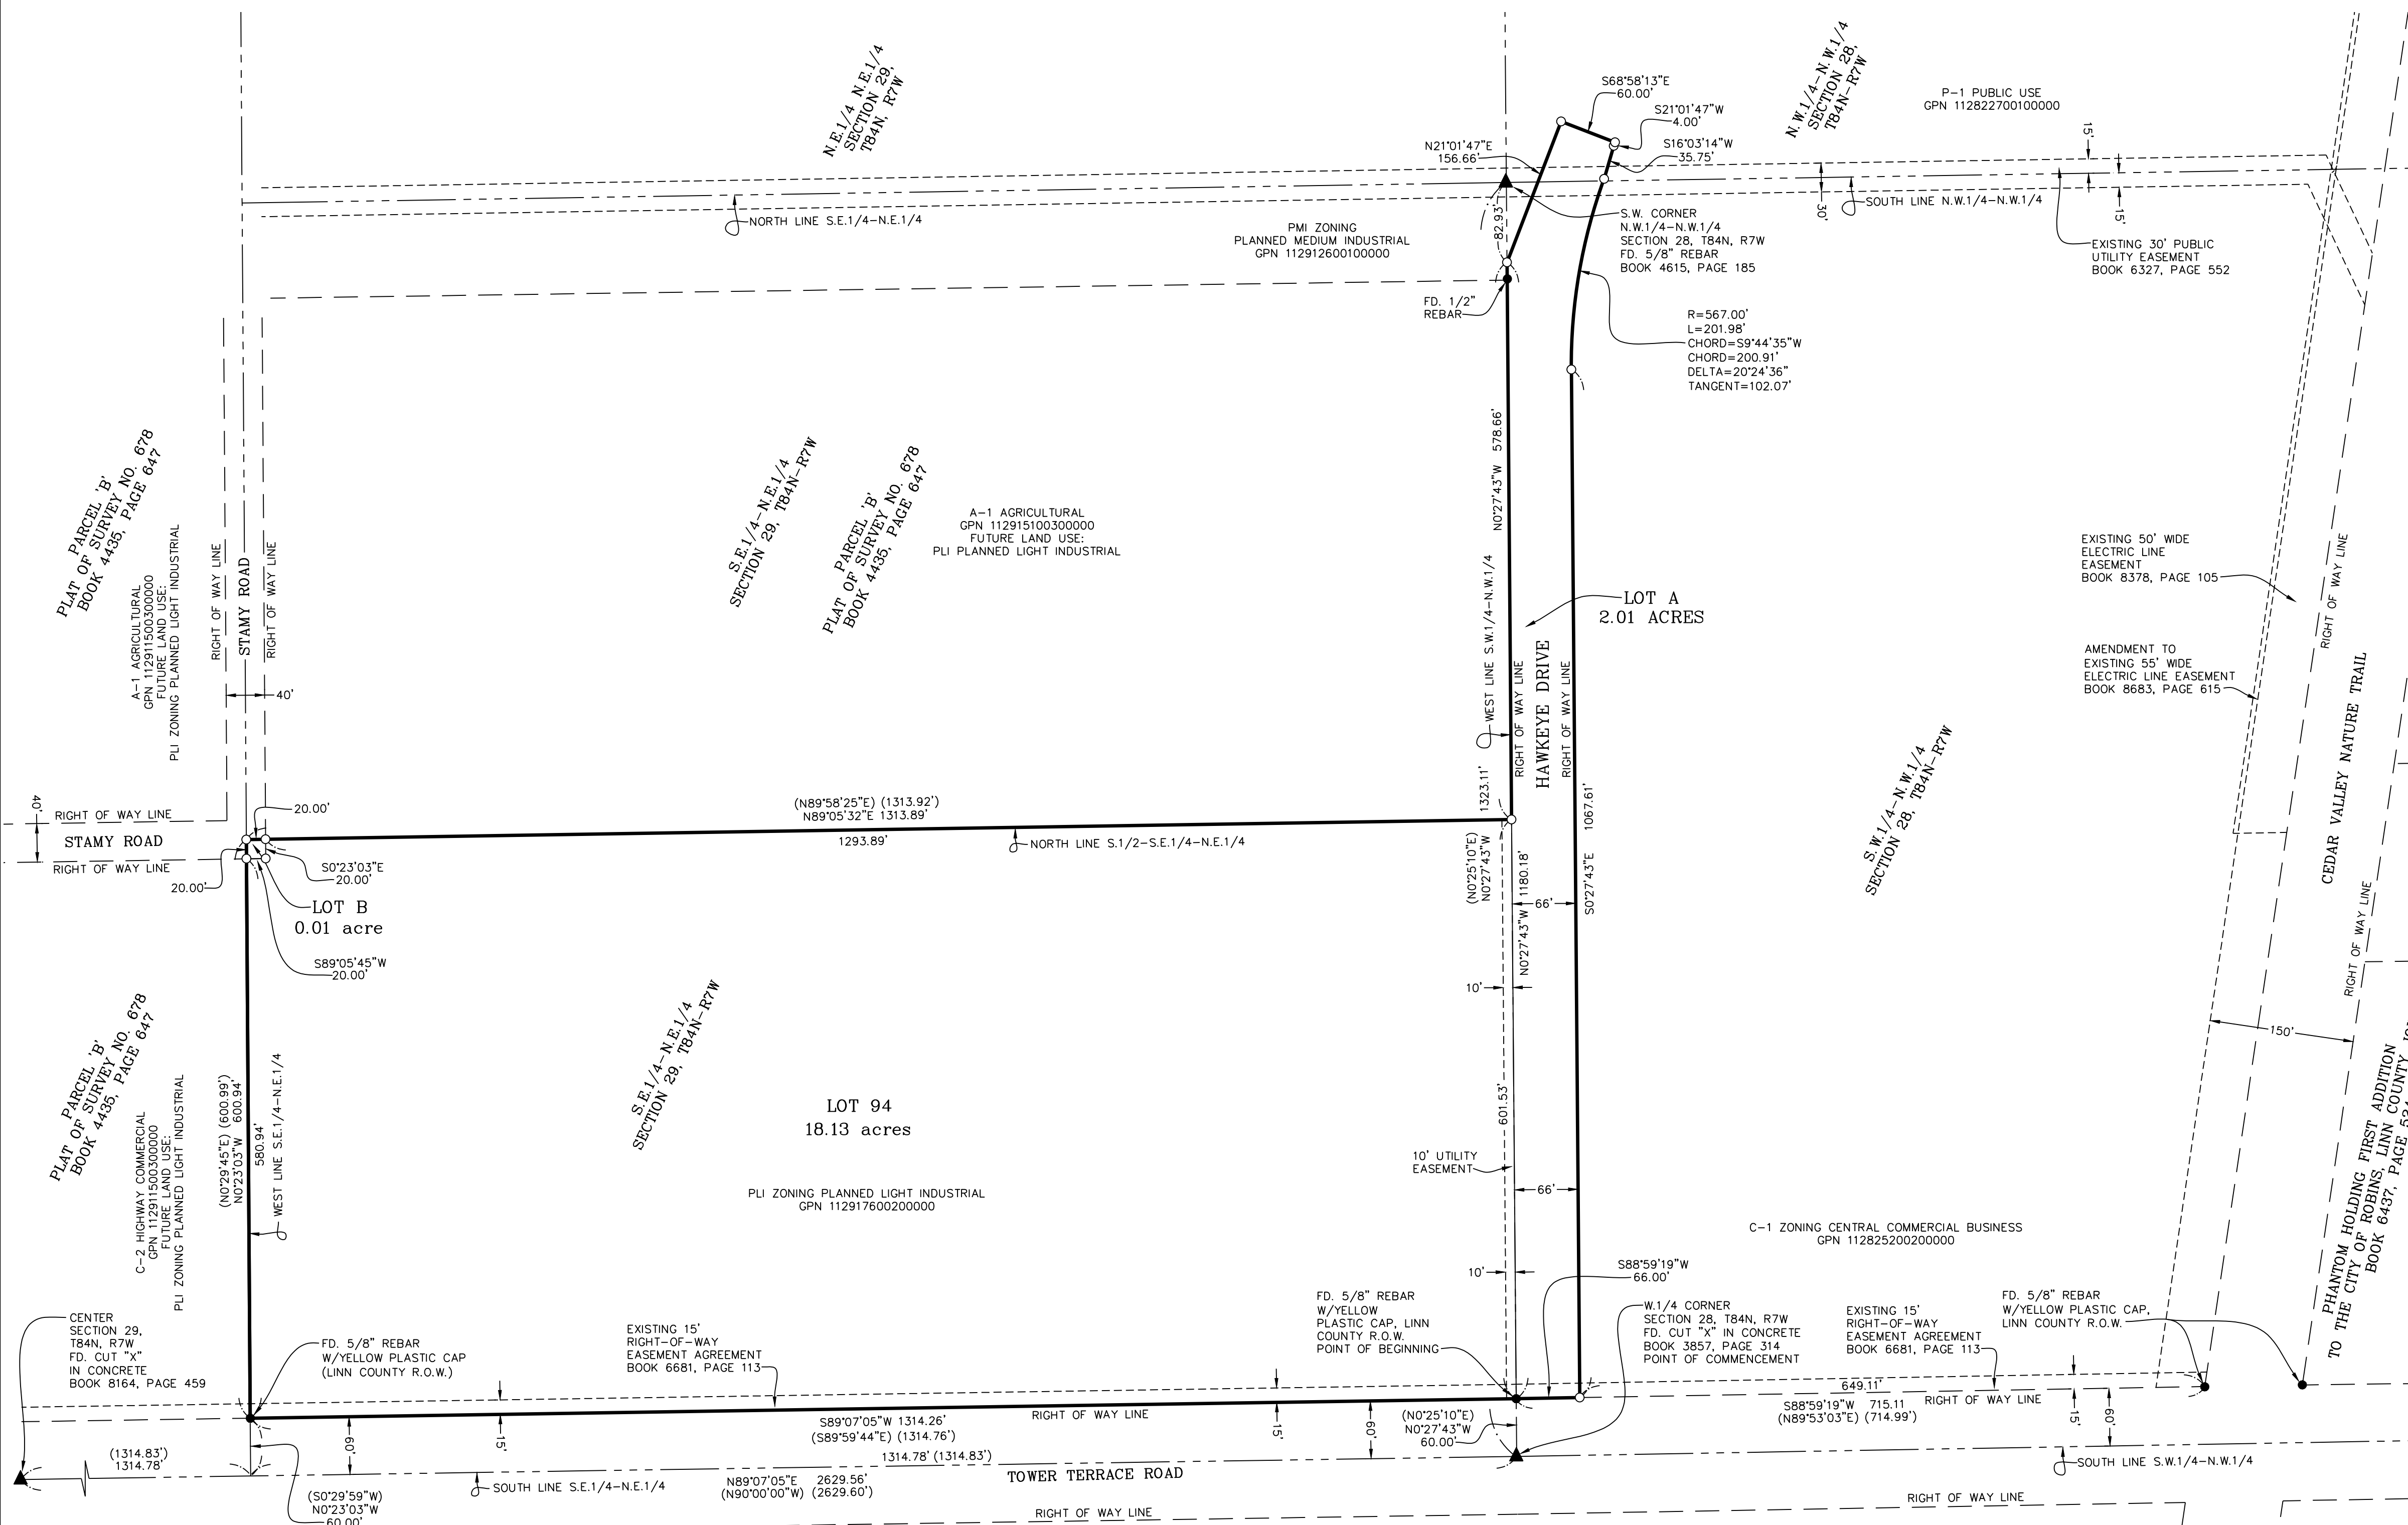 N.E.1/4 N.E.1/4
SECTION 29,
T84N, R7W
N.W.1/4-N.W.1/4
SECTION 28,
T84N-R7W
P-1 PUBLIC USE
GPN 112822700100000
S68°58'13"E
60.00'
S21°01'47"W
4.00'
N21°01'47"E
156.66'
S16°03'14"W
35.75'
15'
30'
15'
NORTH LINE S.E.1/4-N.E.1/4
SOUTH LINE N.W.1/4-N.W.1/4
82.93'
PMI ZONING
PLANNED MEDIUM INDUSTRIAL
GPN 112912600100000
S.W. CORNER
N.W.1/4-N.W.1/4
SECTION 28, T84N, R7W
FD. 5/8" REBAR
BOOK 4615, PAGE 185
EXISTING 30' PUBLIC
UTILITY EASEMENT
BOOK 6327, PAGE 552
FD. 1/2"
REBAR
R=567.00'
L=201.98'
CHORD=S9°44'35"W
CHORD=200.91'
DELTA=20°24'36"
TANGENT=102.07'
PARCEL 'B'
PLAT OF SURVEY NO. 678
BOOK 4435, PAGE 647
A-1 AGRICULTURAL
GPN 112911500300000
FUTURE LAND USE:
PLI ZONING PLANNED LIGHT INDUSTRIAL
RIGHT OF WAY LINE
STAMY ROAD
RIGHT OF WAY LINE
40'
S.E.1/4-N.E.1/4
SECTION 29, T84N-R7W
PARCEL 'B'
PLAT OF SURVEY NO. 678
BOOK 4435, PAGE 647
A-1 AGRICULTURAL
GPN 112915100300000
FUTURE LAND USE:
PLI PLANNED LIGHT INDUSTRIAL
N0°27'43"W 578.66'
WEST LINE S.W.1/4-N.W.1/4
RIGHT OF WAY LINE
HAWKEYE DRIVE
RIGHT OF WAY LINE
LOT A
2.01 ACRES
EXISTING 50' WIDE
ELECTRIC LINE
EASEMENT
BOOK 8378, PAGE 105
AMENDMENT TO
EXISTING 55' WIDE
ELECTRIC LINE EASEMENT
BOOK 8683, PAGE 615
RIGHT OF WAY LINE
CEDAR VALLEY NATURE TRAIL
RIGHT OF WAY LINE
S.W.1/4-N.W.1/4
SECTION 28, T84N-R7W
40'
RIGHT OF WAY LINE
STAMY ROAD
RIGHT OF WAY LINE
20.00'
20.00'
S0°23'03"E
20.00'
LOT B
0.01 acre
S89°05'45"W
20.00'
(N89°58'25"E) (1313.92')
N89°05'32"E 1313.89'
1293.89'
NORTH LINE S.1/2-S.E.1/4-N.E.1/4
1323.11'
(N0°25'10"E)
N0°27'43"W
N0°27'43"W 1180.18'
66'
S0°27'43"E 1067.61'
10'
150'
PARCEL 'B'
PLAT OF SURVEY NO. 678
BOOK 4435, PAGE 647
C-2 HIGHWAY COMMERCIAL
GPN 112911500300000
FUTURE LAND USE:
PLI ZONING PLANNED LIGHT INDUSTRIAL
(N0°29'45"E) (600.99')
N0°23'03"W 600.94'
580.94'
WEST LINE S.E.1/4-N.E.1/4
S.E.1/4-N.E.1/4
SECTION 29, T84N-R7W
LOT 94
18.13 acres
PLI ZONING PLANNED LIGHT INDUSTRIAL
GPN 112917600200000
601.53'
10' UTILITY
EASEMENT
66'
10'
C-1 ZONING CENTRAL COMMERCIAL BUSINESS
GPN 112825200200000
S88°59'19"W
66.00'
PHANTOM HOLDING FIRST ADDITION
TO THE CITY OF ROBINS, LINN COUNTY
BOOK 6437, PAGE
CENTER
SECTION 29,
T84N, R7W
FD. CUT "X"
IN CONCRETE
BOOK 8164, PAGE 459
FD. 5/8" REBAR
W/YELLOW PLASTIC CAP
(LINN COUNTY R.O.W.)
EXISTING 15'
RIGHT-OF-WAY
EASEMENT AGREEMENT
BOOK 6681, PAGE 113
FD. 5/8" REBAR
W/YELLOW
PLASTIC CAP, LINN
COUNTY R.O.W.
POINT OF BEGINNING
W.1/4 CORNER
SECTION 28, T84N, R7W
FD. CUT "X" IN CONCRETE
BOOK 3857, PAGE 314
POINT OF COMMENCEMENT
EXISTING 15'
RIGHT-OF-WAY
EASEMENT AGREEMENT
BOOK 6681, PAGE 113
FD. 5/8" REBAR
W/YELLOW PLASTIC CAP,
LINN COUNTY R.O.W.
649.11'
RIGHT OF WAY LINE
S88°59'19"W 715.11
(N89°53'03"E) (714.99')
15'
60'
S89°07'05"W 1314.26'
(S89°59'44"E) (1314.76')
RIGHT OF WAY LINE
15'
60'
15'
60'
(N0°25'10"E)
N0°27'43"W
60.00'
(1314.83')
1314.78'
1314.78' (1314.83')
TOWER TERRACE ROAD
N89°07'05"E 2629.56'
(N90°00'00"W) (2629.60')
SOUTH LINE S.E.1/4-N.E.1/4
SOUTH LINE S.W.1/4-N.W.1/4
(S0°29'59"W)
N0°23'03"W
60.00'
RIGHT OF WAY LINE
RIGHT OF WAY LINE